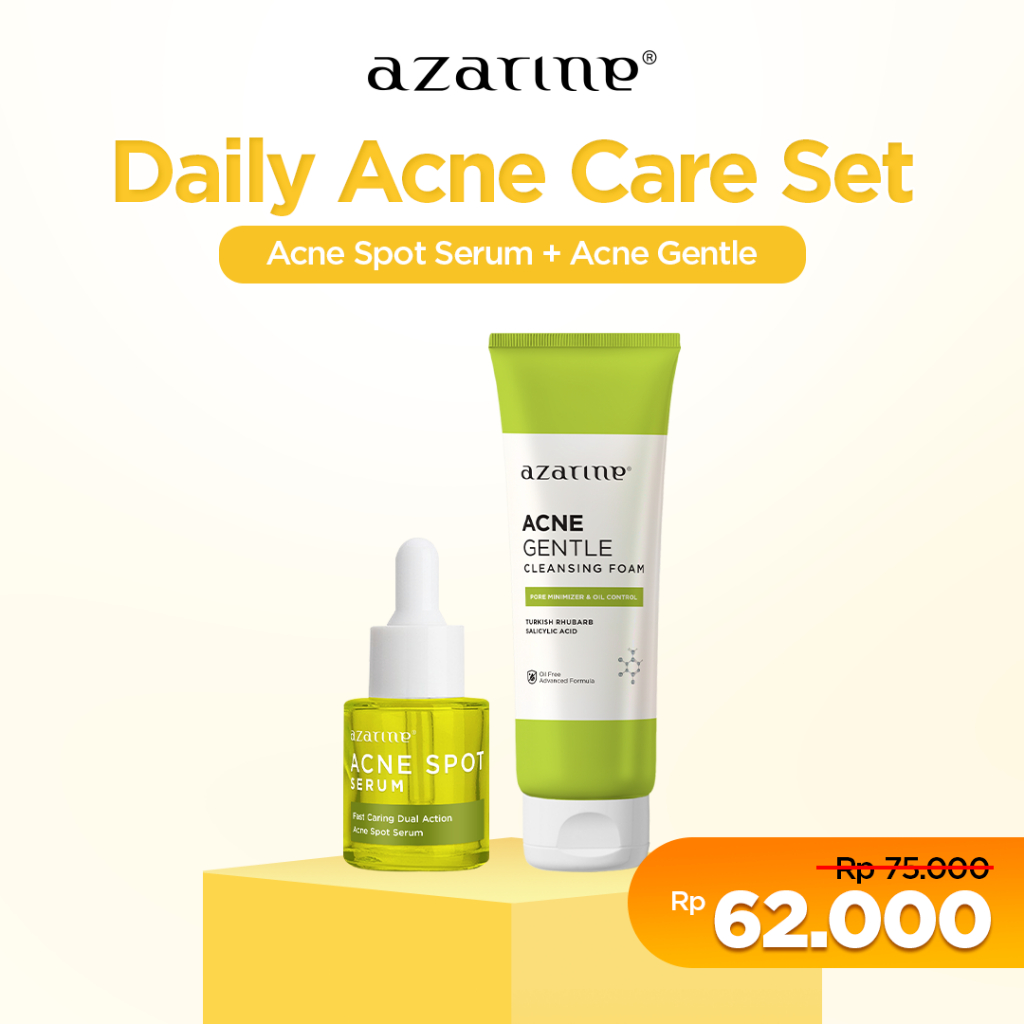 azarine®
Daily Acne Care Set
Acne Spot Serum + Acne Gentle
azarine®
ACNE
GENTLE
CLEANSING FOAM
PORE MINIMIZER & OIL CONTROL
TURKISH RHUBARB
SALICYLIC ACID
Oil Free
Advanced Formula
azarine®
ACNE SPOT
SERUM
Fast Caring Dual Action
Acne Spot Serum
Rp 75.000
Rp 62.000